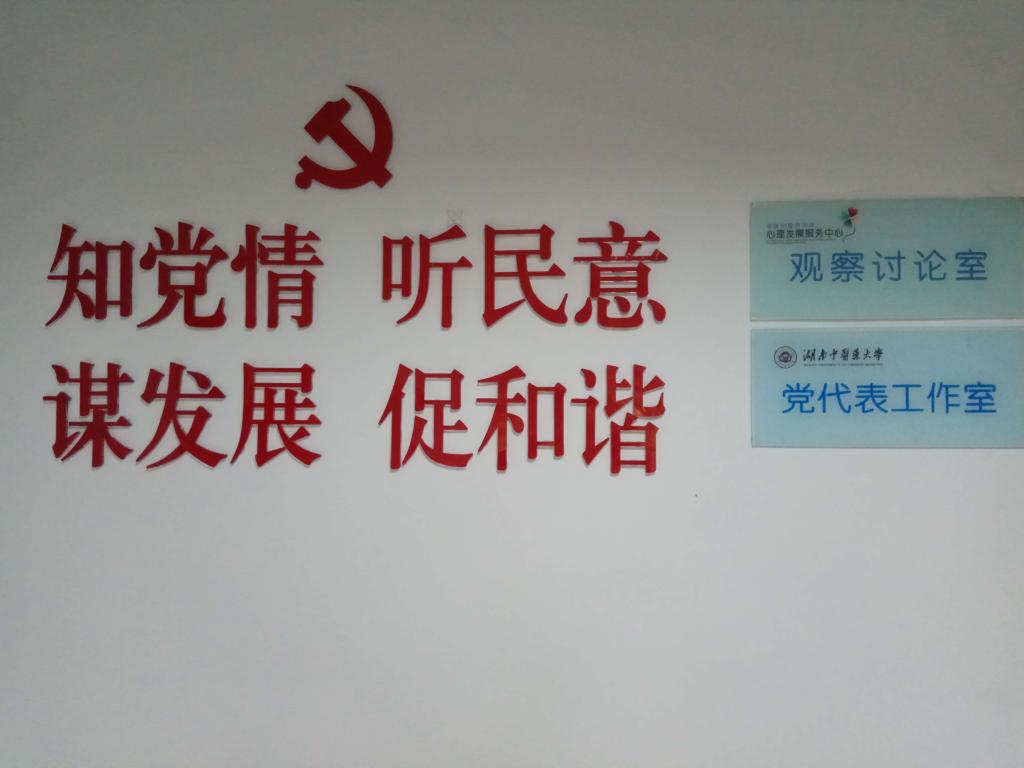 知党情 听民意
谋发展 促和谐
心理发展服务中心
观察讨论室
湖南中医药大学
党代表工作室